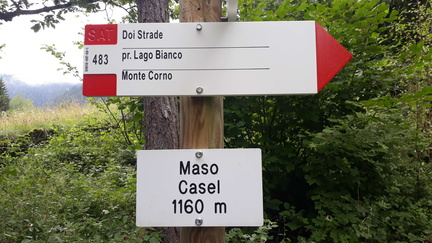 SAT
483
Doi Strade
pr. Lago Bianco
Monte Corno
Maso
Casel
1160 m